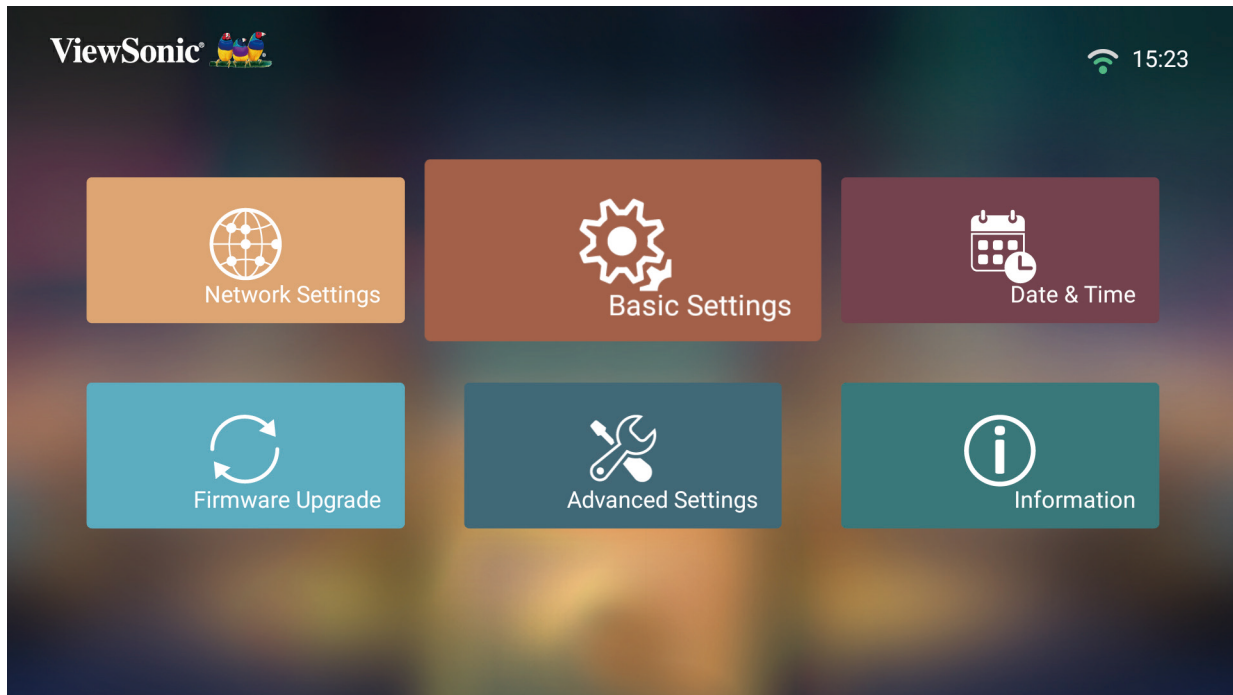 ViewSonic®
15:23
Network Settings
Basic Settings
Date & Time
Firmware Upgrade
Advanced Settings
Information